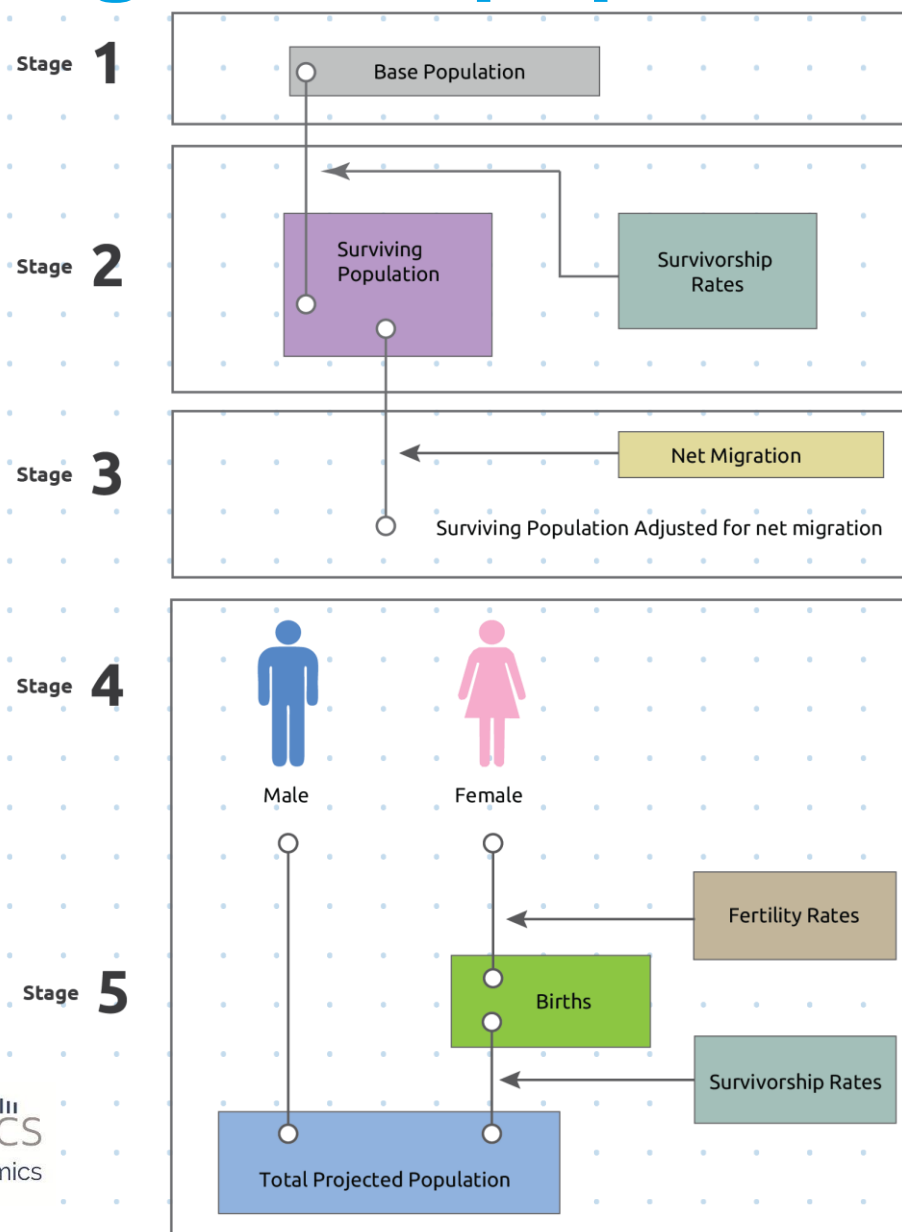 Stage 1
Base Population
Stage 2
Surviving
Population
Survivorship
Rates
Stage 3
Net Migration
Surviving Population Adjusted for net migration
Stage 4
Male
Female
Fertility Rates
Stage 5
Births
Survivorship Rates
Total Projected Population